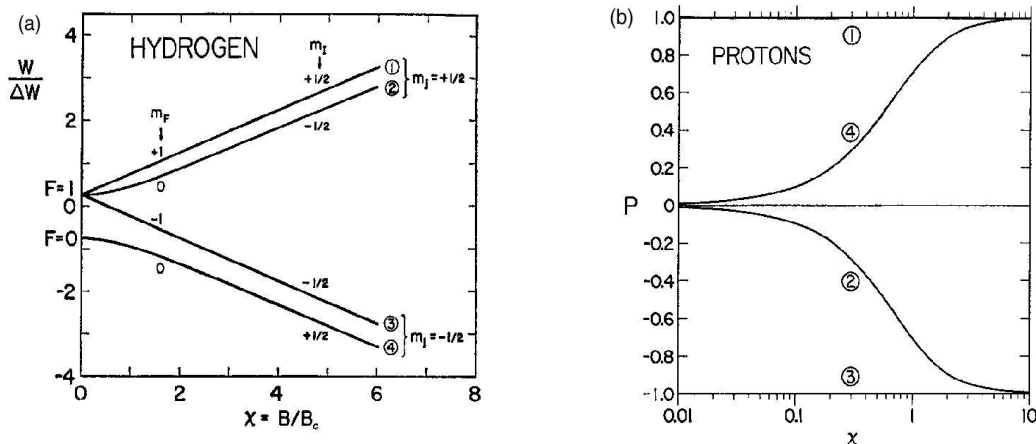 (a)
HYDROGEN
W
ΔW
4
2
F=1
0
F=0
-2
-4
m_F
+1
0
-1
0
m_I
+1/2
-1/2
-1/2
+1/2
①
②
m_j=+1/2
③
④
m_j=-1/2
0 2 4 6 8
χ = B/B_c
(b)
PROTONS
P
1.0
0.8
0.6
0.4
0.2
0
-0.2
-0.4
-0.6
-0.8
-1.0
①
④
②
③
0.01 0.1 1 10
χ